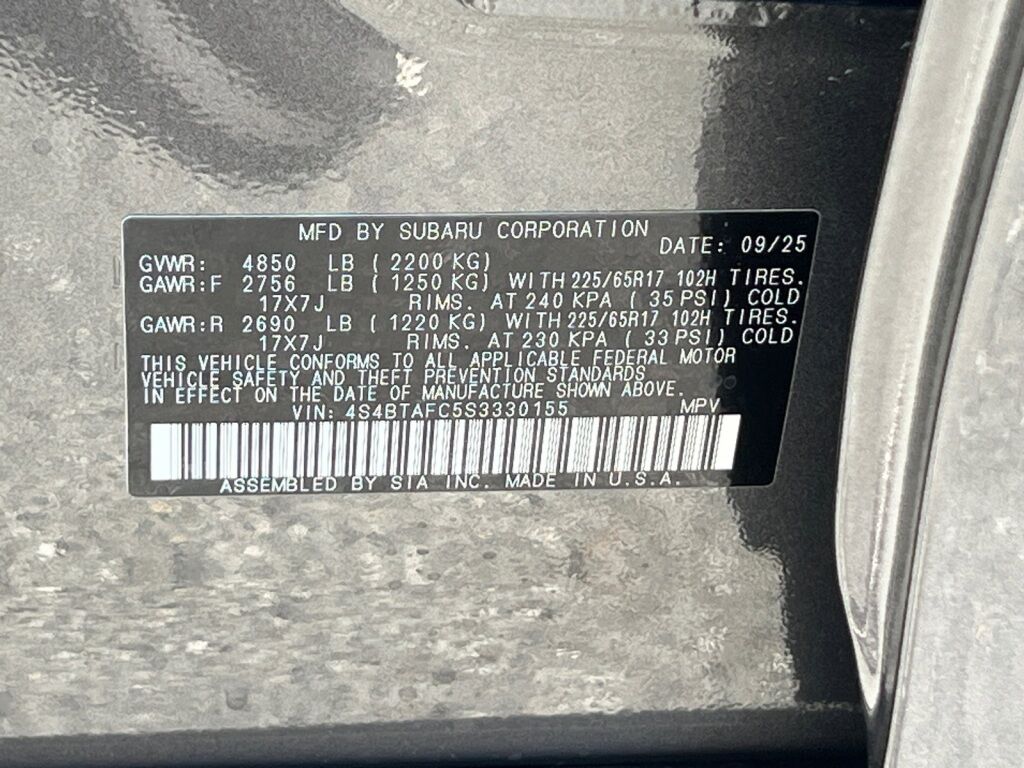 MFD BY SUBARU CORPORATION DATE: 09/25
GVWR: 4850 LB ( 2200 KG)
GAWR:F 2756 LB ( 1250 KG) WITH 225/65R17 102H TIRES.
17X7J RIMS. AT 240 KPA ( 35 PSI) COLD
GAWR:R 2690 LB ( 1220 KG) WITH 225/65R17 102H TIRES.
17X7J RIMS. AT 230 KPA ( 33 PSI) COLD
THIS VEHICLE CONFORMS TO ALL APPLICABLE FEDERAL MOTOR
VEHICLE SAFETY AND THEFT PREVENTION STANDARDS
IN EFFECT ON THE DATE OF MANUFACTURE SHOWN ABOVE.
VIN: 4S4BTAFC5S3330155 MPV
ASSEMBLED BY SIA INC. MADE IN U.S.A.